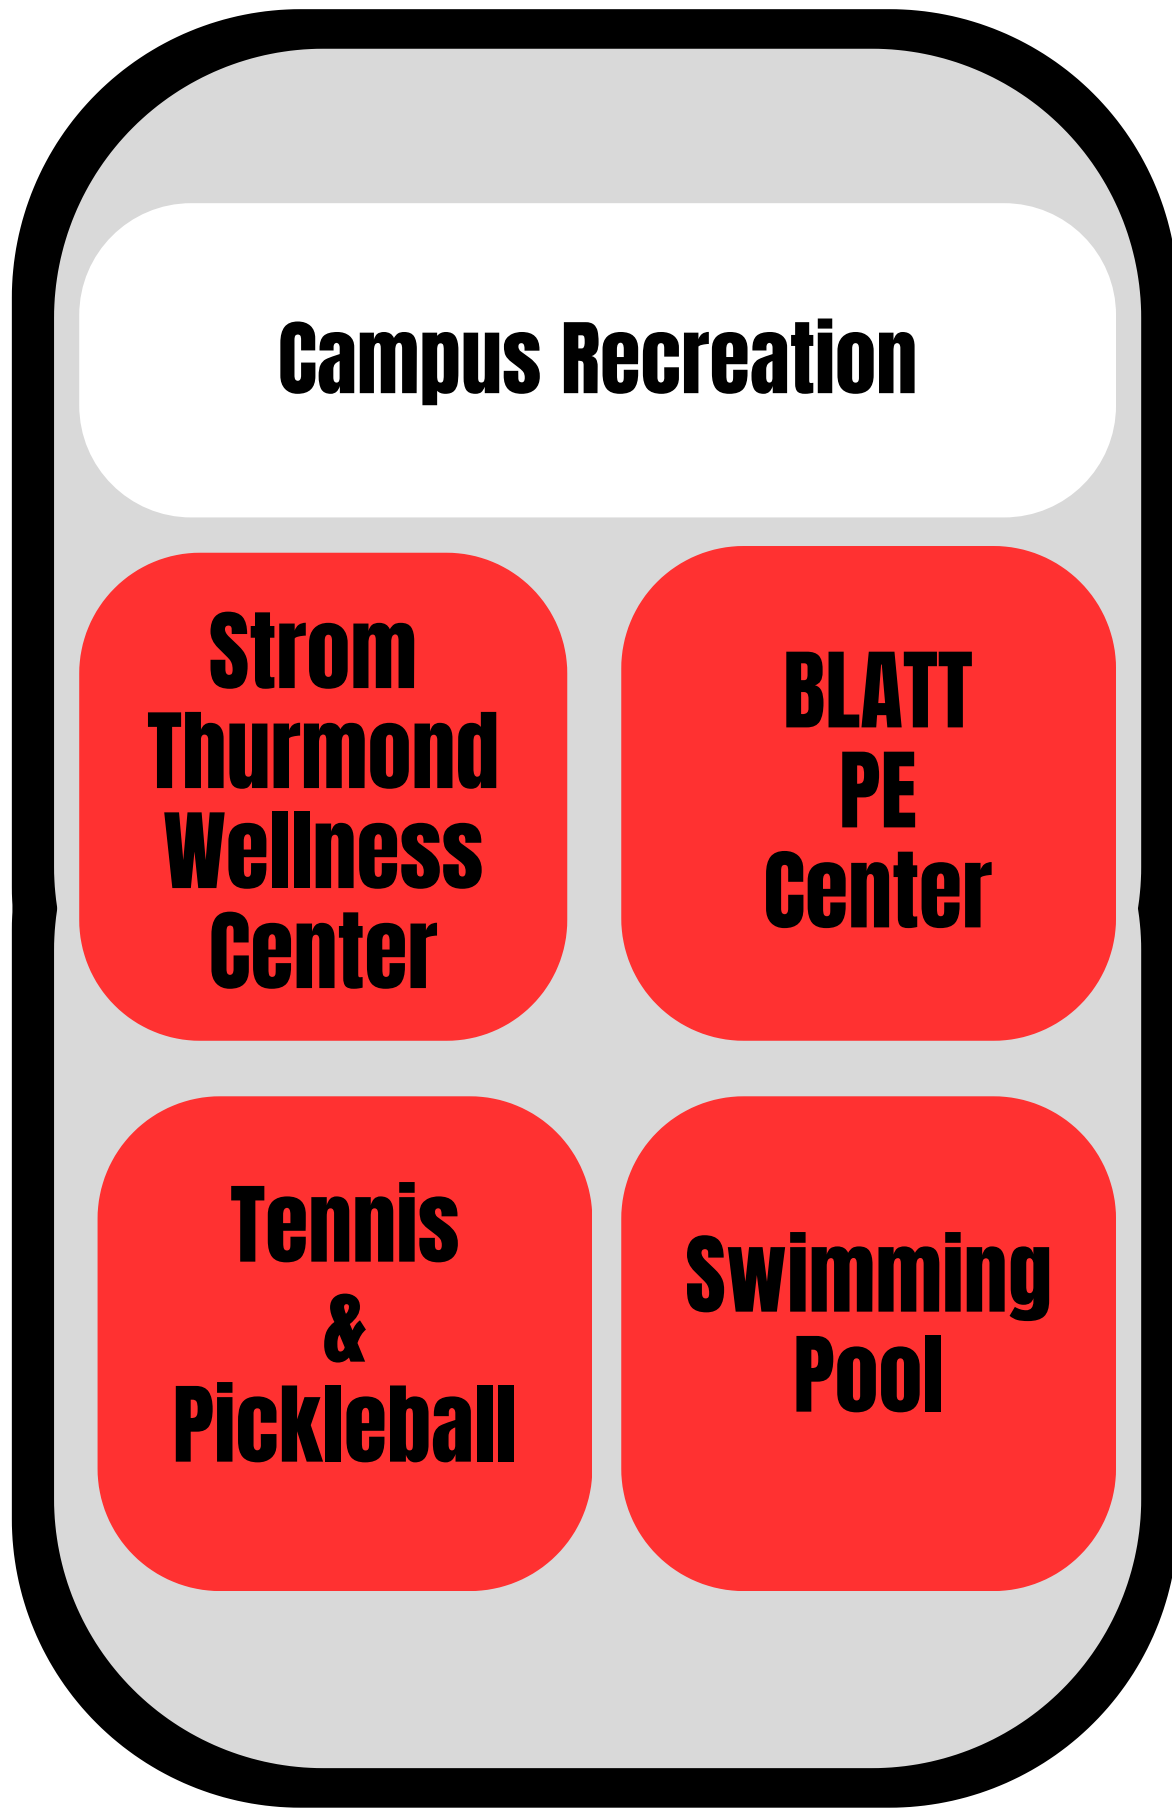 Campus Recreation
Strom
Thurmond
Wellness
Center
BLATT
PE
Center
Tennis
&
Pickleball
Swimming
Pool